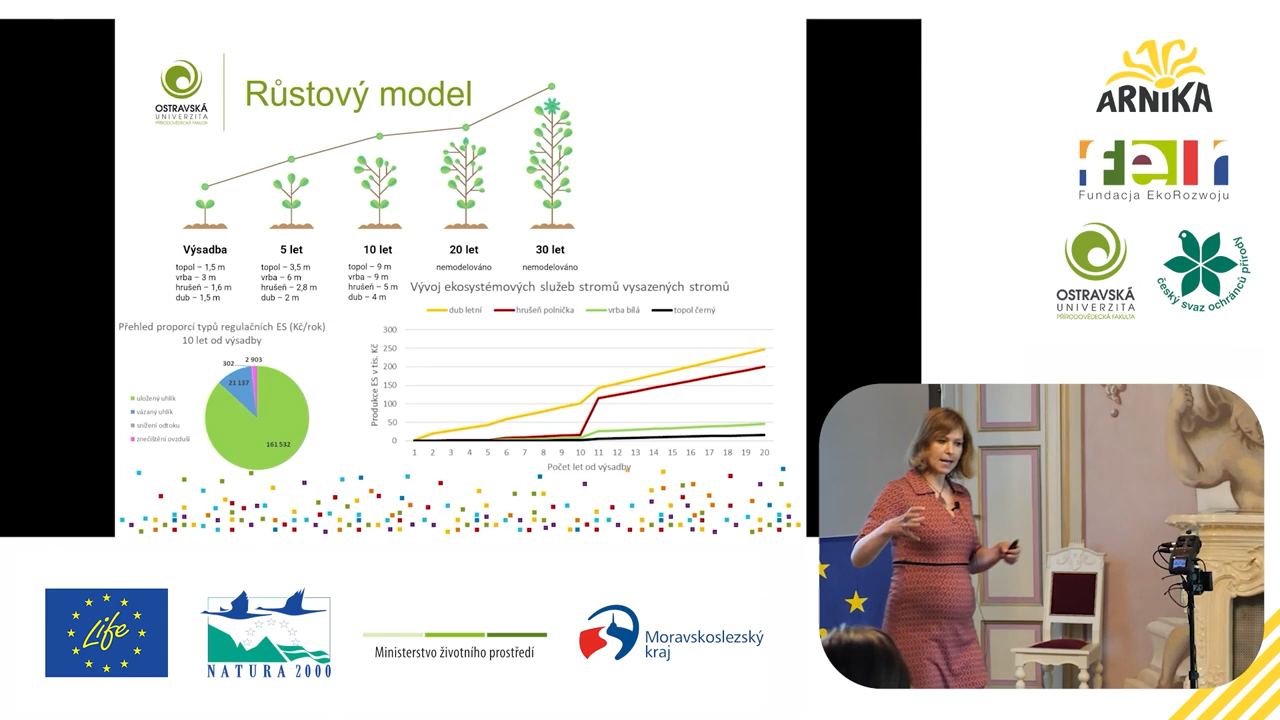 OSTRAVSKÁ
UNIVERZITA
PŘÍRODOVĚDECKÁ FAKULTA
Růstový model
Výsadba
topol – 1,5 m
vrba – 3 m
hrušeň – 1,6 m
dub – 1,5 m
5 let
topol – 3,5 m
vrba – 6 m
hrušeň – 2,8 m
dub – 2 m
10 let
topol – 9 m
vrba – 9 m
hrušeň – 5 m
dub – 4 m
20 let
nemodelováno
30 let
nemodelováno
Přehled proporcí typů regulačních ES (Kč/rok)
10 let od výsadby
302
2 903
21 137
161 532
uložený uhlík
vázaný uhlík
snížení odtoku
znečištění ovzduší
Vývoj ekosystémových služeb stromů vysazených stromů
dub letní
hrušeň polnička
vrba bílá
topol černý
Produkce ES v tis. Kč
300
250
200
150
100
50
0
1 2 3 4 5 6 7 8 9 10 11 12 13 14 15 16 17 18 19 20
Počet let od výsadby
ARNIKA
feri
Fundacja EkoRozwoju
OSTRAVSKÁ
UNIVERZITA
PŘÍRODOVĚDECKÁ FAKULTA
český svaz ochránců přírody
Life
NATURA 2000
Ministerstvo životního prostředí
Moravskoslezský
kraj